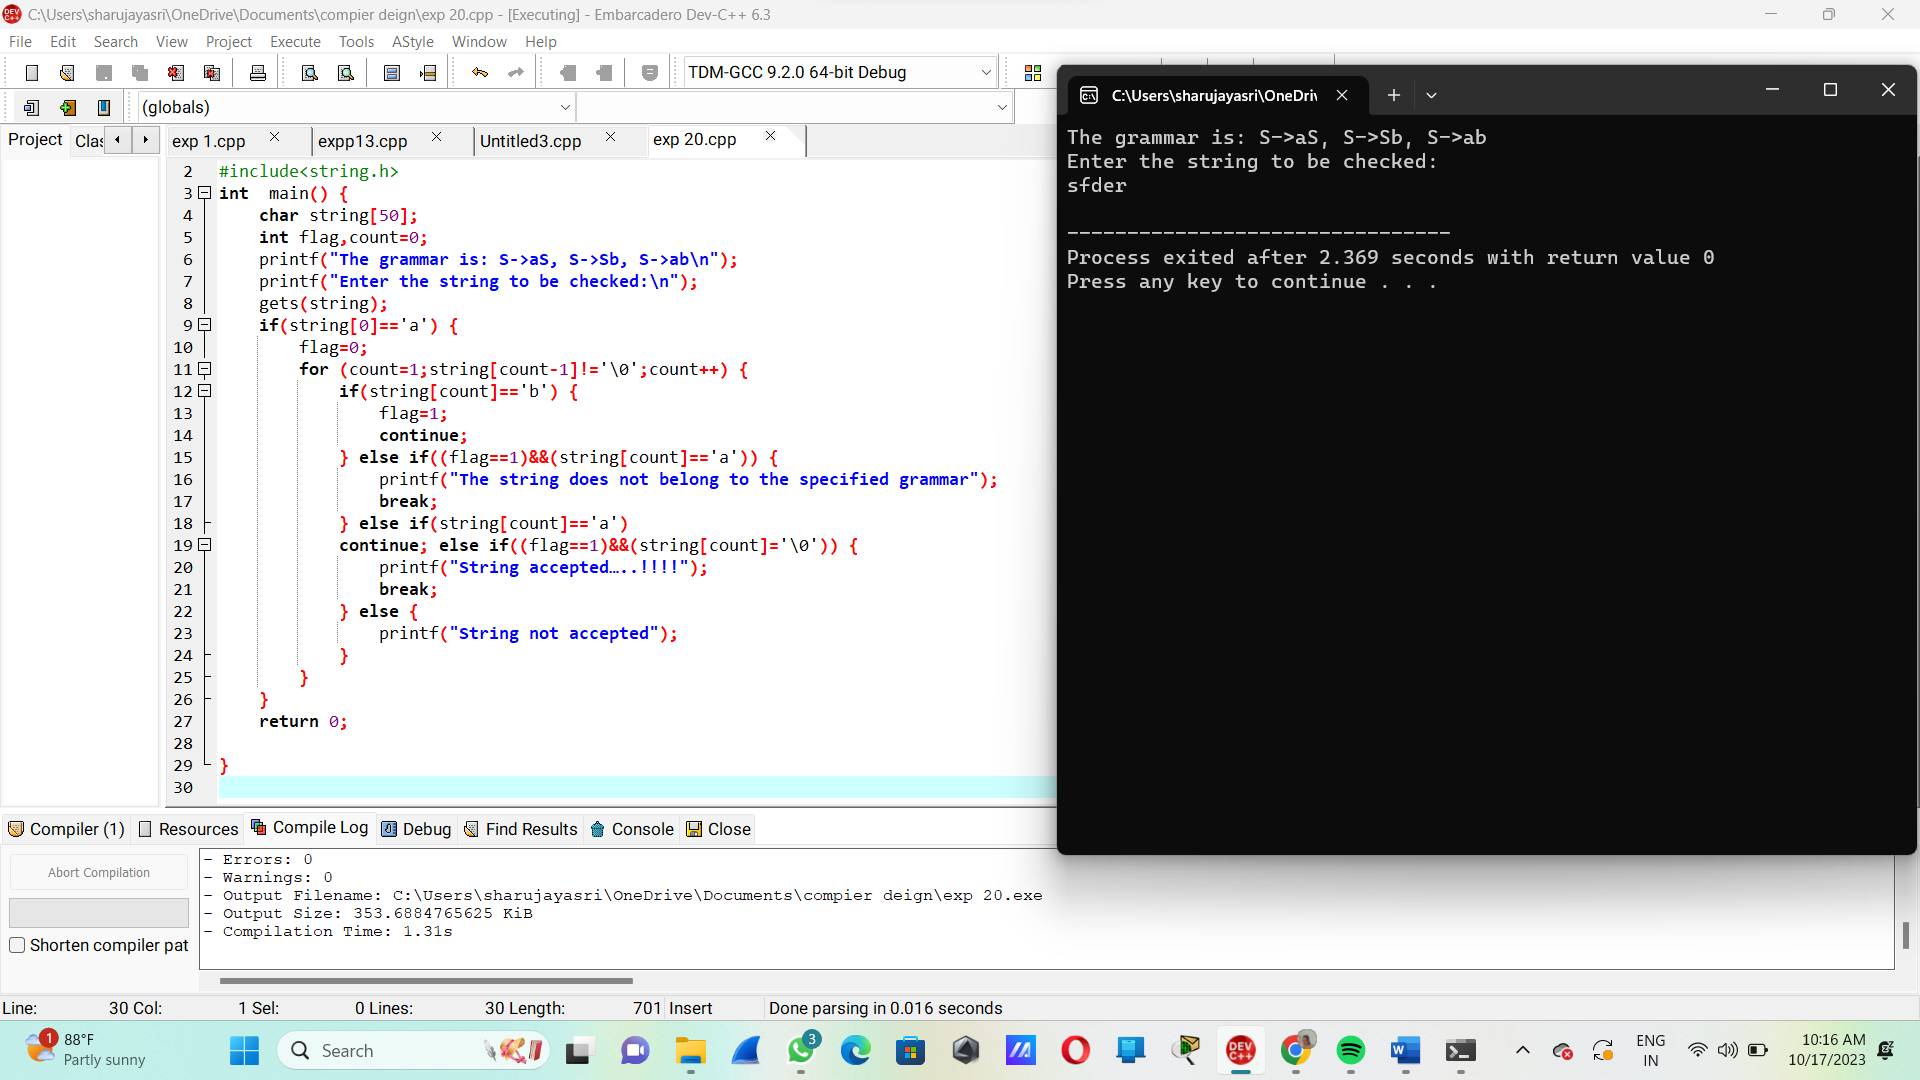 C:\Users\sharujayasri\OneDrive\Documents\compier deign\exp 20.cpp - [Executing] - Embarcadero Dev-C++ 6.3
File Edit Search View Project Execute Tools AStyle Window Help
TDM-GCC 9.2.0 64-bit Debug
(globals)
Project Clas
exp 1.cpp expp13.cpp Untitled3.cpp exp 20.cpp
2 #include<string.h>
3 int main() {
4 char string[50];
5 int flag,count=0;
6 printf("The grammar is: S->aS, S->Sb, S->ab\n");
7 printf("Enter the string to be checked:\n");
8 gets(string);
9 if(string[0]=='a') {
10 flag=0;
11 for (count=1;string[count-1]!='\0';count++) {
12 if(string[count]=='b') {
13 flag=1;
14 continue;
15 } else if((flag==1)&&(string[count]=='a')) {
16 printf("The string does not belong to the specified grammar");
17 break;
18 } else if(string[count]=='a')
19 continue; else if((flag==1)&&(string[count]='\0')) {
20 printf("String accepted…..!!!!");
21 break;
22 } else {
23 printf("String not accepted");
24 }
25 }
26 }
27 return 0;
28
29 }
30
C:\Users\sharujayasri\OneDriv
The grammar is: S->aS, S->Sb, S->ab
Enter the string to be checked:
sfder
--------------------------------
Process exited after 2.369 seconds with return value 0
Press any key to continue . . .
Compiler (1) Resources Compile Log Debug Find Results Console Close
Abort Compilation
Shorten compiler pat
- Errors: 0
- Warnings: 0
- Output Filename: C:\Users\sharujayasri\OneDrive\Documents\compier deign\exp 20.exe
- Output Size: 353.6884765625 KiB
- Compilation Time: 1.31s
Line: 30 Col: 1 Sel: 0 Lines: 30 Length: 701 Insert Done parsing in 0.016 seconds
1
88°F
Partly sunny
Search
3
DEV C++
ENG
IN
10:16 AM
10/17/2023